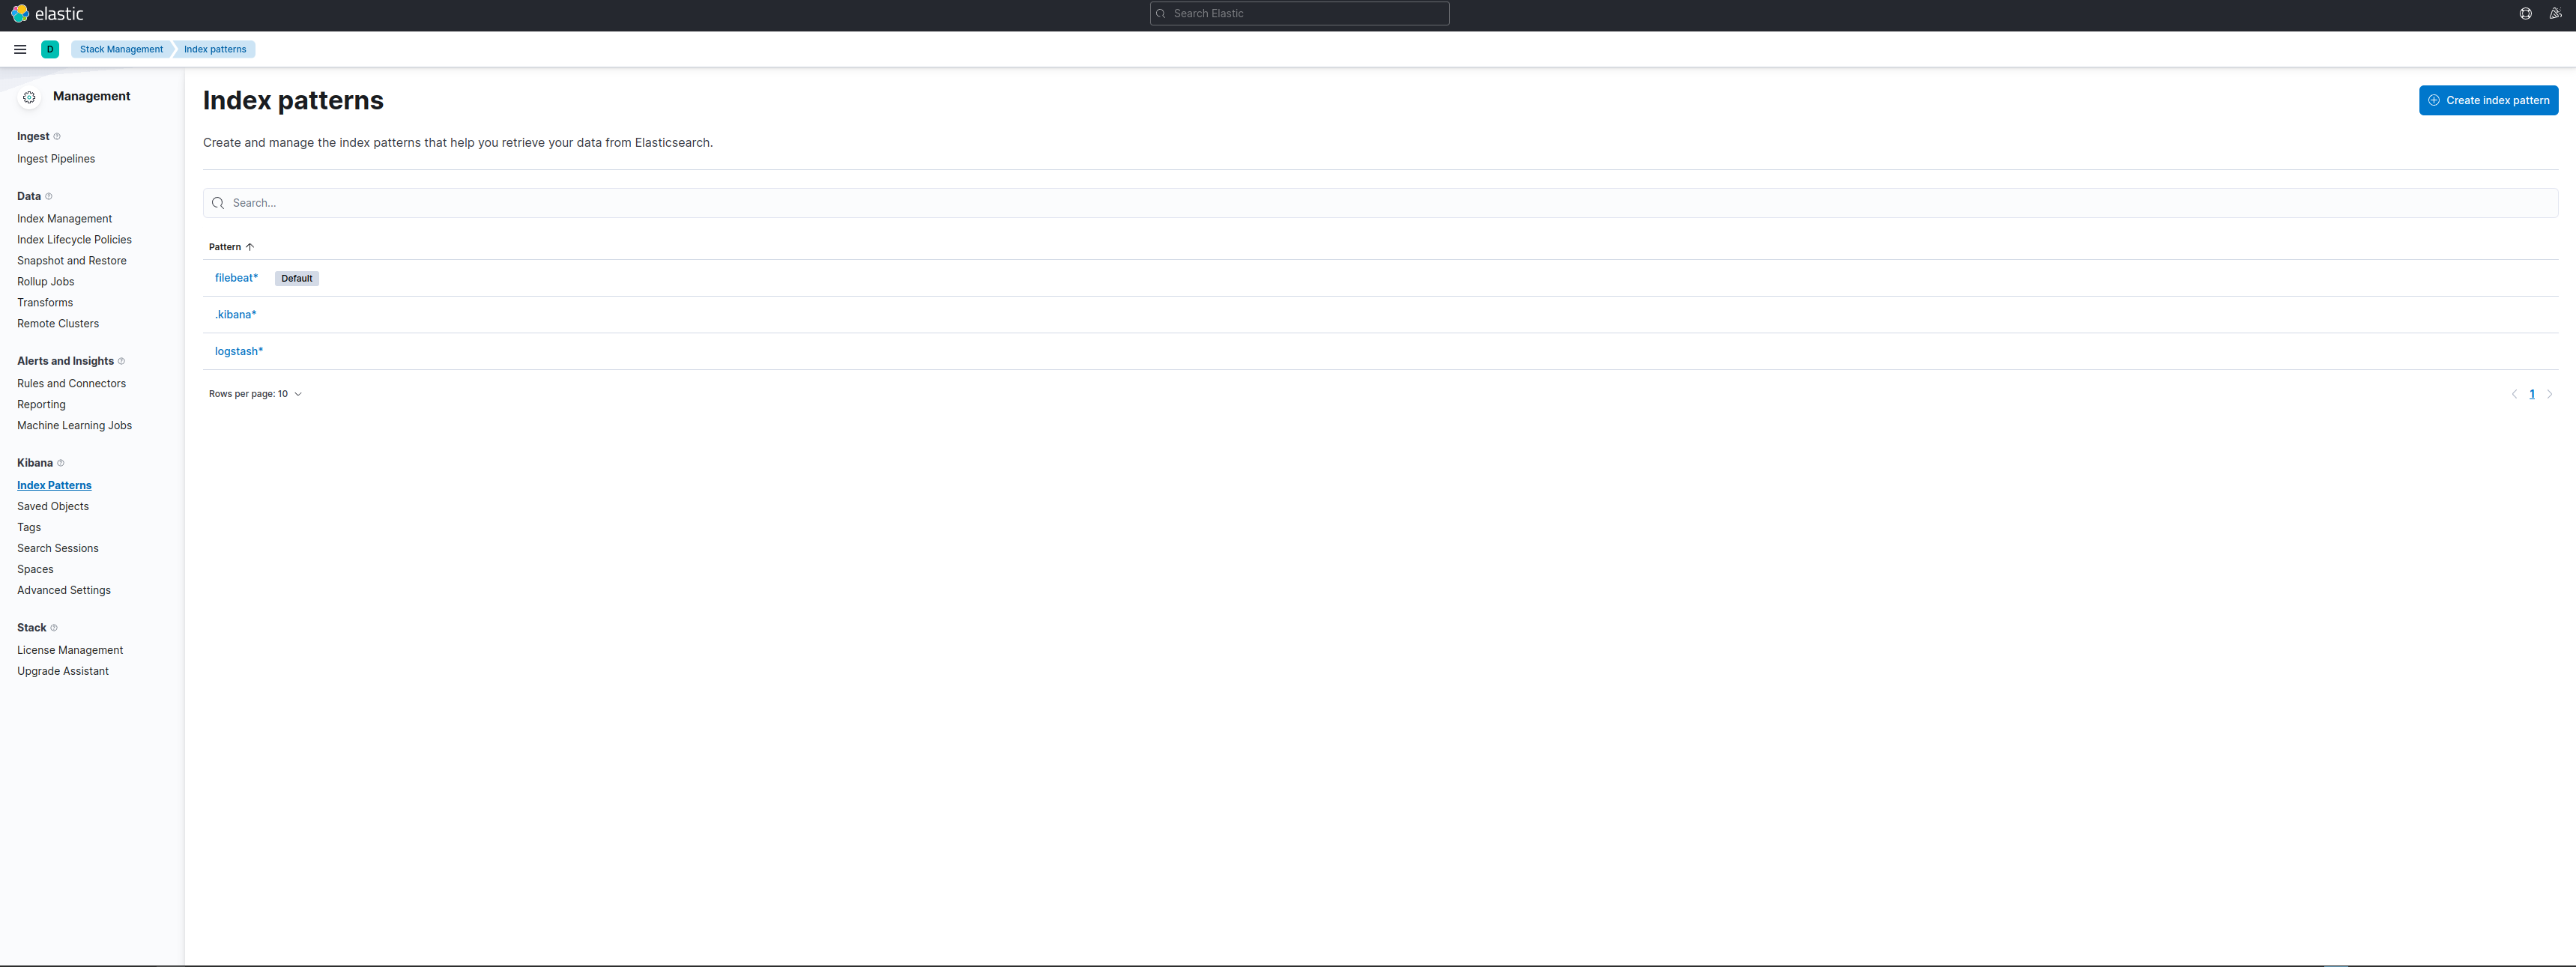 elastic
Search Elastic
D
Stack Management
Index patterns
Management
Ingest
Ingest Pipelines
Data
Index Management
Index Lifecycle Policies
Snapshot and Restore
Rollup Jobs
Transforms
Remote Clusters
Alerts and Insights
Rules and Connectors
Reporting
Machine Learning Jobs
Kibana
Index Patterns
Saved Objects
Tags
Search Sessions
Spaces
Advanced Settings
Stack
License Management
Upgrade Assistant
Index patterns
Create index pattern
Create and manage the index patterns that help you retrieve your data from Elasticsearch.
Search...
Pattern
filebeat* Default
.kibana*
logstash*
Rows per page: 10
1